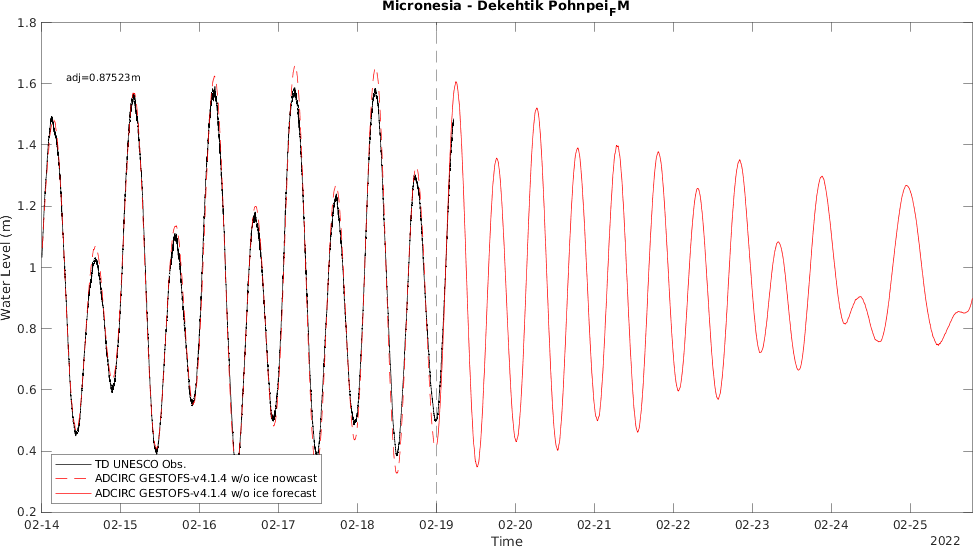 Micronesia - Dekehtik PohnpeiFM
1.8
1.6
1.4
1.2
1
0.8
0.6
0.4
0.2
Water Level (m)
adj=0.87523m
TD UNESCO Obs.
ADCIRC GESTOFS-v4.1.4 w/o ice nowcast
ADCIRC GESTOFS-v4.1.4 w/o ice forecast
02-14 02-15 02-16 02-17 02-18 02-19 02-20 02-21 02-22 02-23 02-24 02-25
Time
2022